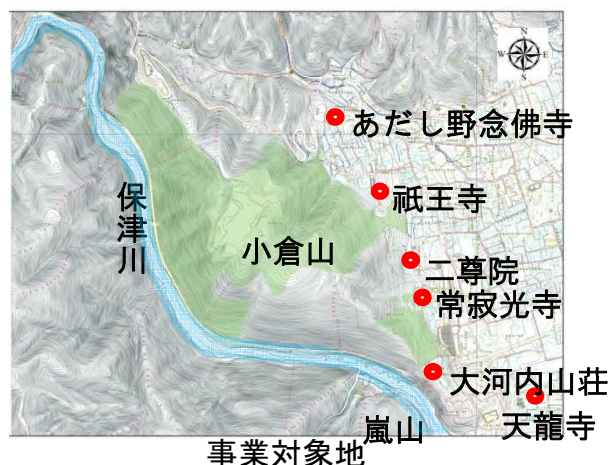 N
W E
S
あだし野念佛寺
祇王寺
保津川
小倉山
二尊院
常寂光寺
大河内山荘
嵐山
天龍寺
事業対象地